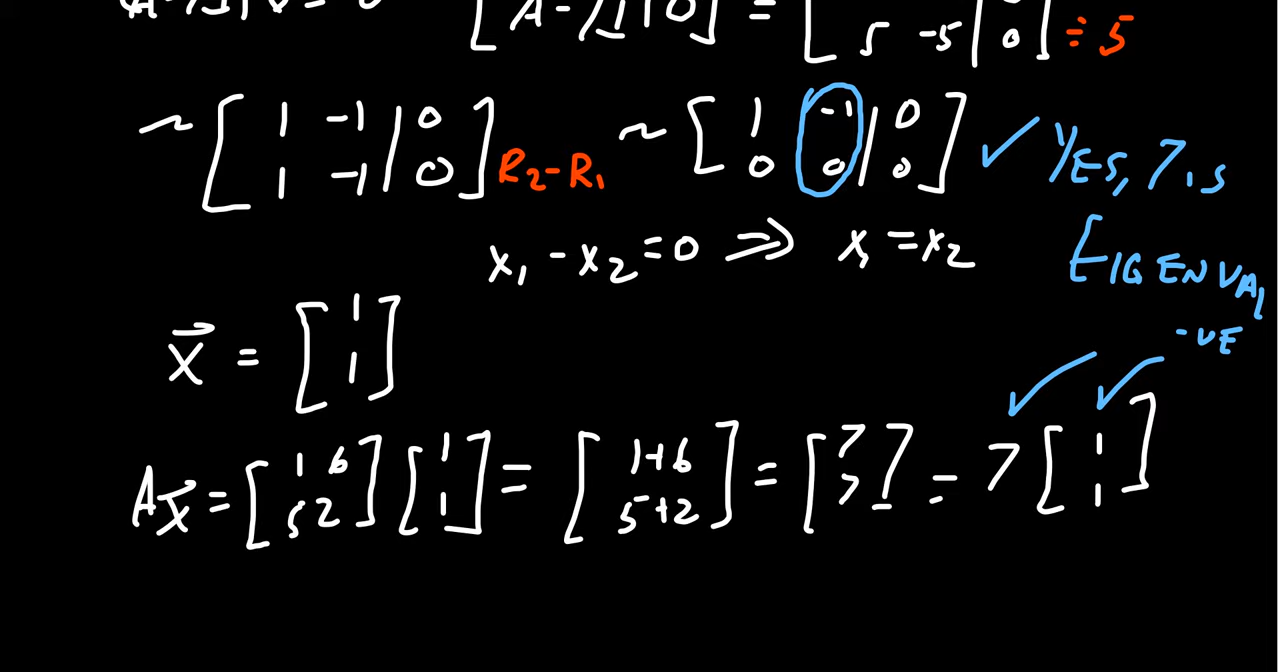 [A-7I|0] = [5 -5|0] ÷5
~ [1 -1|0; 1 -1|0] R2-R1 ~ [1 -1|0; 0 0|0] ✓ YES, 7 IS
x1 - x2 = 0 ⇒ x1 = x2 EIGENVAL
x⃗ = [1; 1] -UE
Ax⃗ = [1 6; 5 2] [1; 1] = [1+6; 5+2] = [7; 7] = 7 [1; 1]